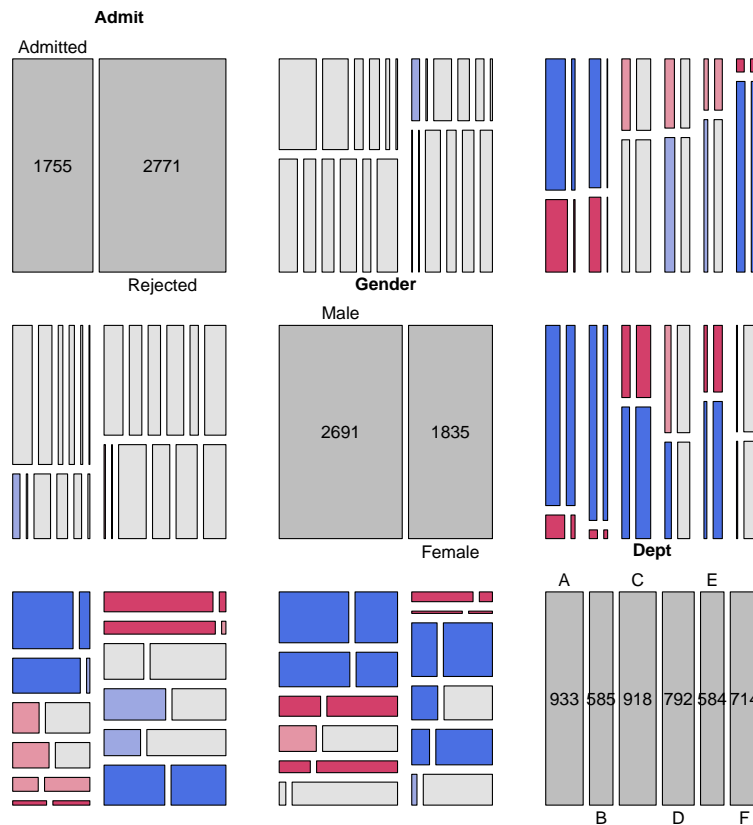 Admit
Admitted
1755
2771
Rejected
Gender
Male
2691
1835
Female
Dept
A
C
E
933
585
918
792
584
714
B
D
F